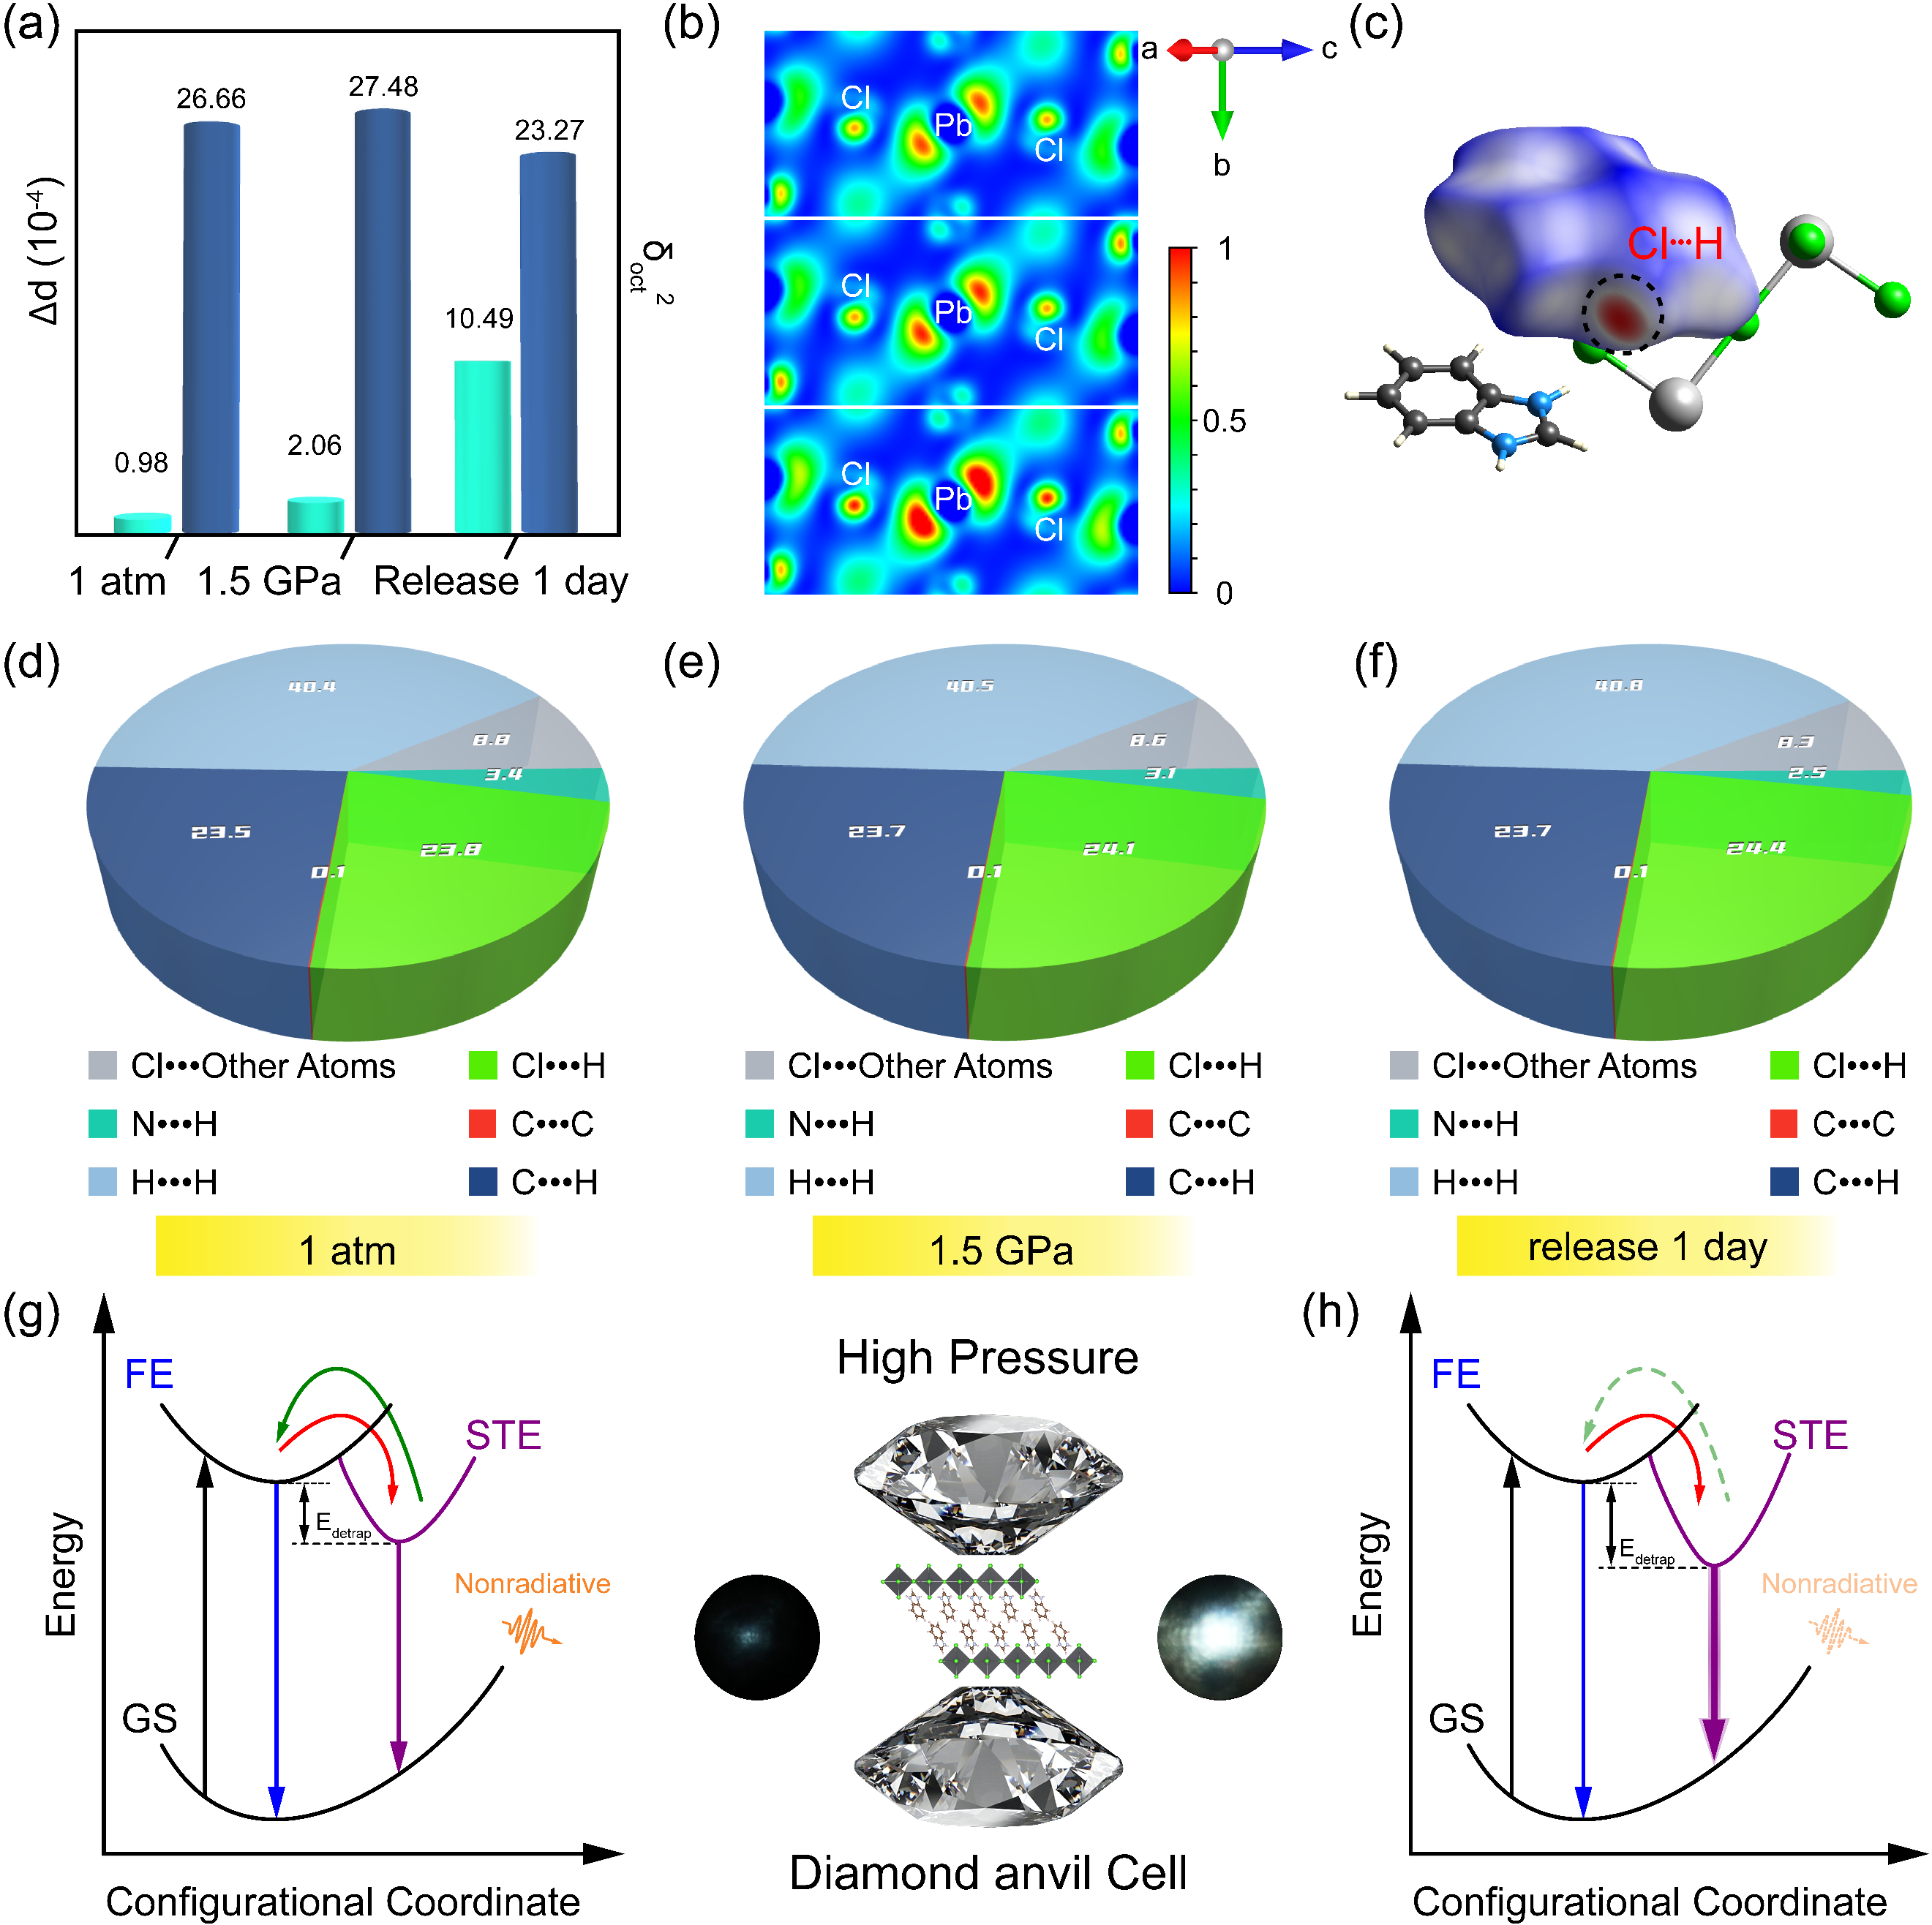 (a)
Δd (10⁻⁴)
0.98
26.66
2.06
27.48
10.49
23.27
δoct²
1 atm
1.5 GPa
Release 1 day
(b)
Cl
Pb
Cl
Cl
Pb
Cl
Cl
Pb
Cl
a
c
b
1
0.5
0
(c)
Cl···H
(d)
40.4
8.8
3.4
23.5
23.8
0.1
Cl•••Other Atoms
Cl•••H
N•••H
C•••C
H•••H
C•••H
1 atm
(e)
40.5
8.6
3.1
23.7
24.1
0.1
Cl•••Other Atoms
Cl•••H
N•••H
C•••C
H•••H
C•••H
1.5 GPa
(f)
40.8
8.3
2.5
23.7
24.4
0.1
Cl•••Other Atoms
Cl•••H
N•••H
C•••C
H•••H
C•••H
release 1 day
(g)
FE
STE
Edetrap
Nonradiative
GS
Energy
Configurational Coordinate
High Pressure
Diamond anvil Cell
(h)
FE
STE
Edetrap
Nonradiative
GS
Energy
Configurational Coordinate